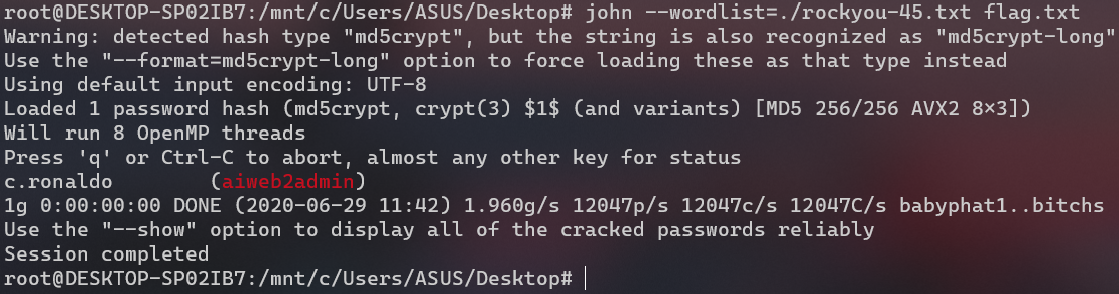 root@DESKTOP-SP02IB7:/mnt/c/Users/ASUS/Desktop# john --wordlist=./rockyou-45.txt flag.txt
Warning: detected hash type "md5crypt", but the string is also recognized as "md5crypt-long"
Use the "--format=md5crypt-long" option to force loading these as that type instead
Using default input encoding: UTF-8
Loaded 1 password hash (md5crypt, crypt(3) $1$ (and variants) [MD5 256/256 AVX2 8×3])
Will run 8 OpenMP threads
Press 'q' or Ctrl-C to abort, almost any other key for status
c.ronaldo        (aiweb2admin)
1g 0:00:00:00 DONE (2020-06-29 11:42) 1.960g/s 12047p/s 12047c/s 12047C/s babyphat1..bitchs
Use the "--show" option to display all of the cracked passwords reliably
Session completed
root@DESKTOP-SP02IB7:/mnt/c/Users/ASUS/Desktop#